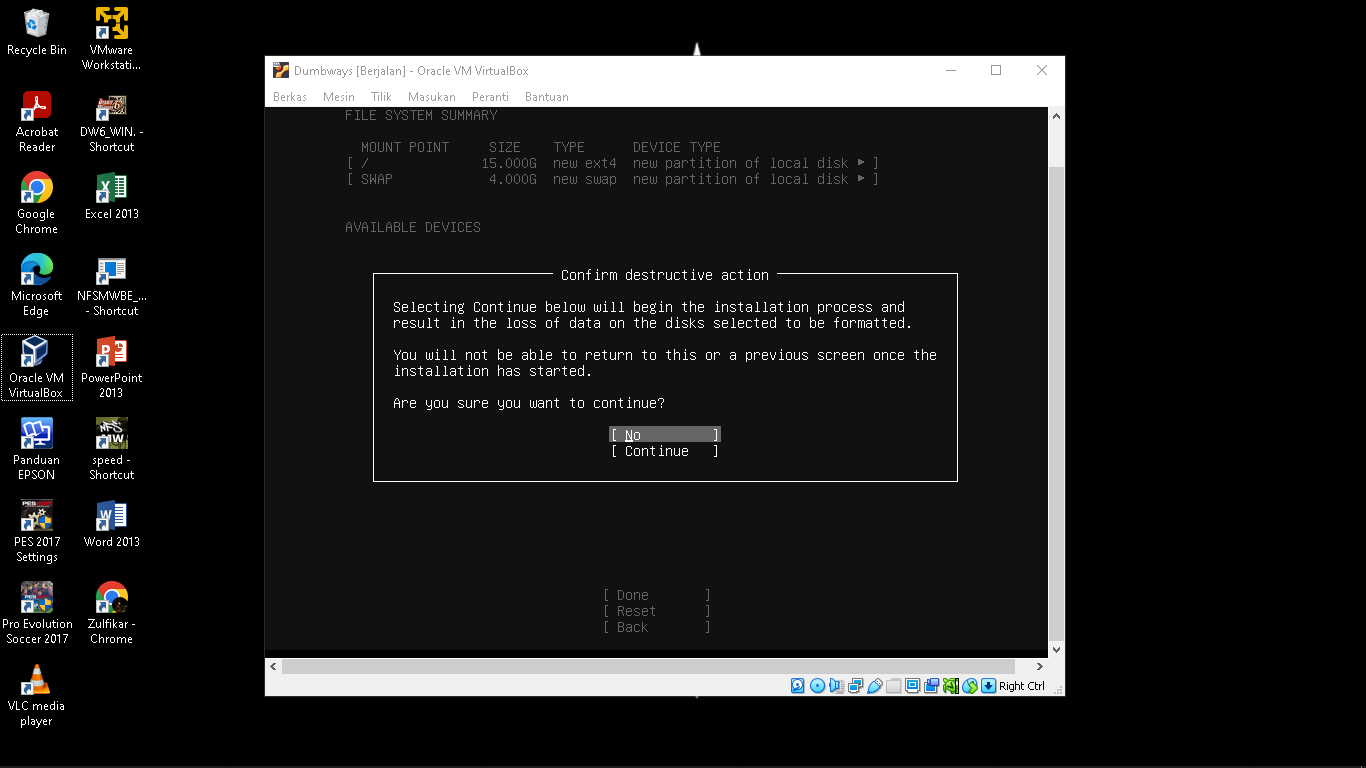 Recycle Bin
VMware Workstati...
Acrobat Reader
DW6_WIN. - Shortcut
Google Chrome
Excel 2013
Microsoft Edge
NFSMWBE_... - Shortcut
Oracle VM VirtualBox
PowerPoint 2013
Panduan EPSON
speed - Shortcut
PES 2017 Settings
Word 2013
Pro Evolution Soccer 2017
Zulfikar - Chrome
VLC media player
Dumbways [Berjalan] - Oracle VM VirtualBox
Berkas Mesin Tilik Masukan Peranti Bantuan
FILE SYSTEM SUMMARY
MOUNT POINT SIZE TYPE DEVICE TYPE
[ / 15.000G new ext4 new partition of local disk ▸ ]
[ SWAP 4.000G new swap new partition of local disk ▸ ]
AVAILABLE DEVICES
Confirm destructive action
Selecting Continue below will begin the installation process and
result in the loss of data on the disks selected to be formatted.
You will not be able to return to this or a previous screen once the
installation has started.
Are you sure you want to continue?
[ No ]
[ Continue ]
[ Done ]
[ Reset ]
[ Back ]
Right Ctrl